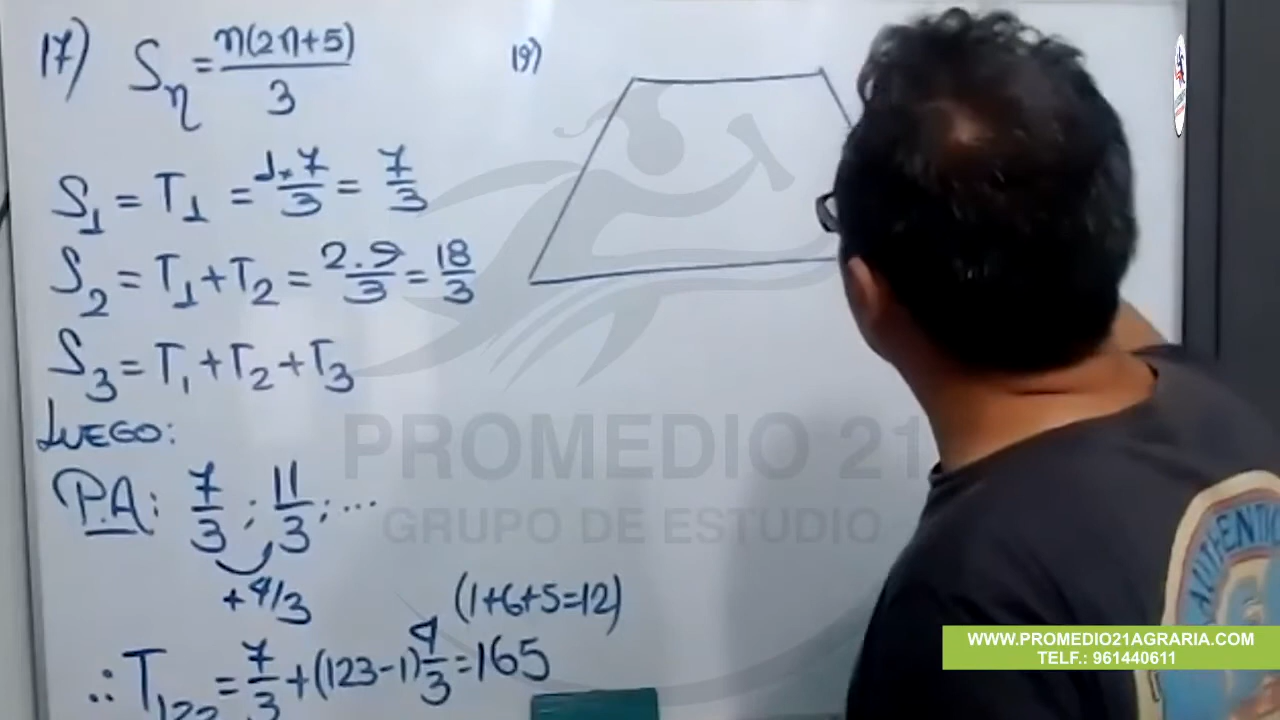 17) Sn = n(2n+5)/3
S1 = T1 = 1.7/3 = 7/3
S2 = T1+T2 = 2.9/3 = 18/3
S3 = T1+T2+T3
LUEGO:
P.A: 7/3 ; 11/3 ; ...
+4/3
(1+6+5=12)
∴ T123 = 7/3 + (123-1) 4/3 = 165
19)
PROMEDIO 21
GRUPO DE ESTUDIO
AUTHENTIC
WWW.PROMEDIO21AGRARIA.COM
TELF.: 961440611